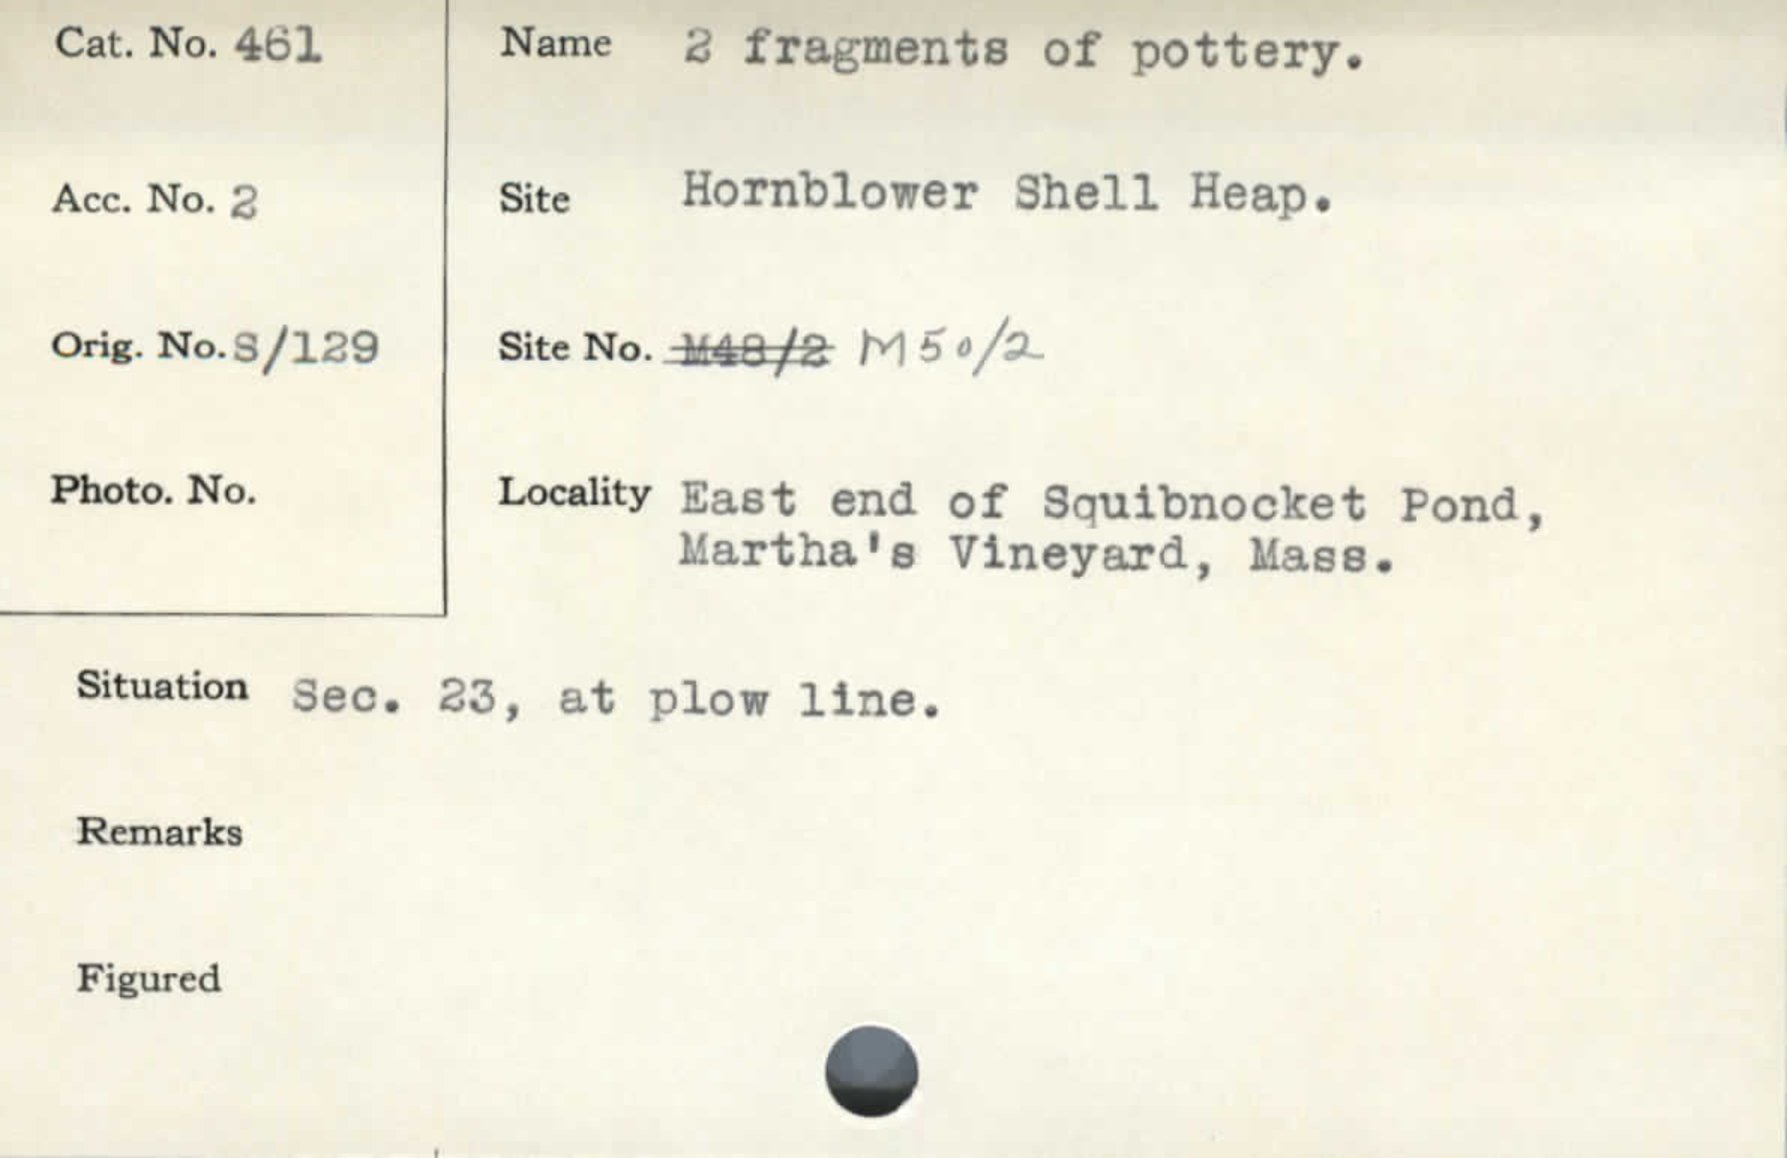 Cat. No. 461
Name 2 fragments of pottery.
Acc. No. 2
Site Hornblower Shell Heap.
Orig. No. S/129
Site No. M48/2 M50/2
Photo. No.
Locality East end of Squibnocket Pond,
Martha's Vineyard, Mass.
Situation Sec. 23, at plow line.
Remarks
Figured